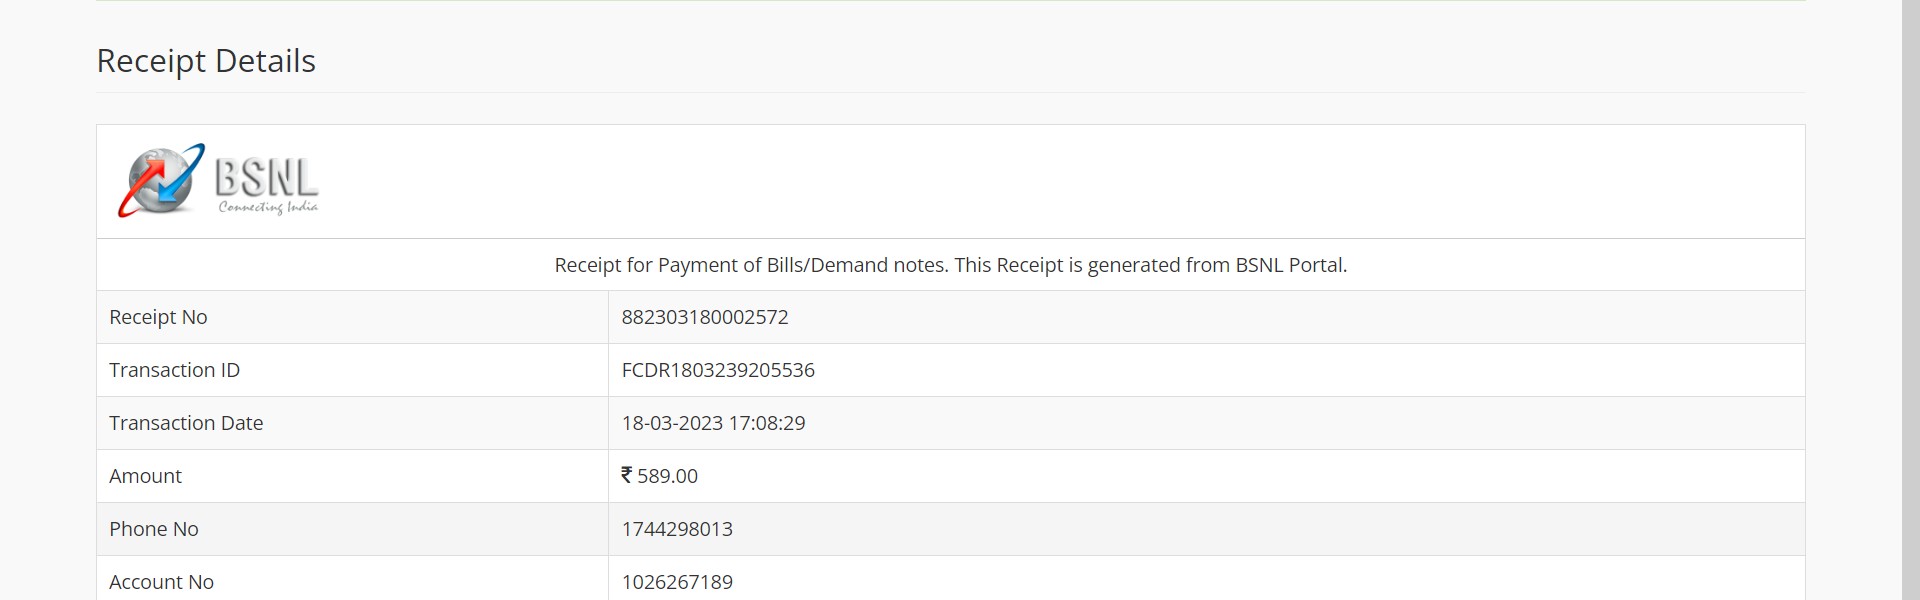 Receipt Details
BSNL
Connecting India
Receipt for Payment of Bills/Demand notes. This Receipt is generated from BSNL Portal.
Receipt No 882303180002572
Transaction ID FCDR1803239205536
Transaction Date 18-03-2023 17:08:29
Amount ₹ 589.00
Phone No 1744298013
Account No 1026267189